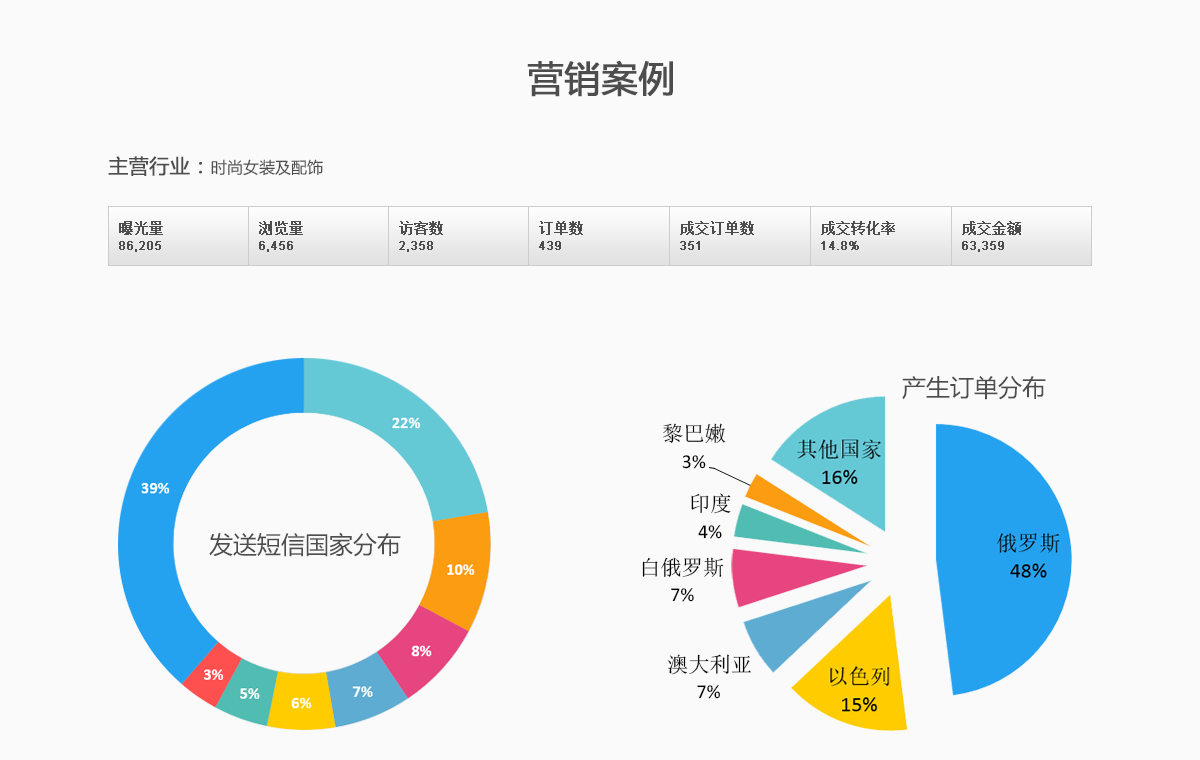 营销案例
主营行业：时尚女装及配饰
曝光量 浏览量 访客数 订单数 成交订单数 成交转化率 成交金额
86,205 6,456 2,358 439 351 14.8% 63,359
发送短信国家分布
22%
10%
8%
7%
6%
5%
3%
39%
产生订单分布
俄罗斯
48%
以色列
15%
澳大利亚
7%
白俄罗斯
7%
印度
4%
黎巴嫩
3%
其他国家
16%